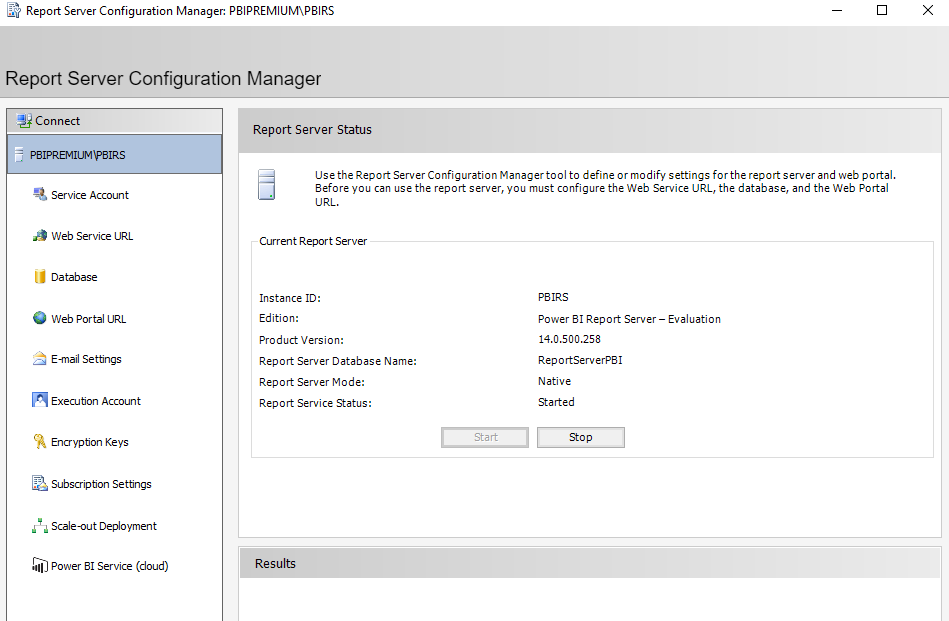 Report Server Configuration Manager: PBIPREMIUM\PBIRS
Report Server Configuration Manager
Connect
PBIPREMIUM\PBIRS
Service Account
Web Service URL
Database
Web Portal URL
E-mail Settings
Execution Account
Encryption Keys
Subscription Settings
Scale-out Deployment
Power BI Service (cloud)
Report Server Status
Use the Report Server Configuration Manager tool to define or modify settings for the report server and web portal.
Before you can use the report server, you must configure the Web Service URL, the database, and the Web Portal
URL.
Current Report Server
Instance ID: PBIRS
Edition: Power BI Report Server – Evaluation
Product Version: 14.0.500.258
Report Server Database Name: ReportServerPBI
Report Server Mode: Native
Report Service Status: Started
Start Stop
Results